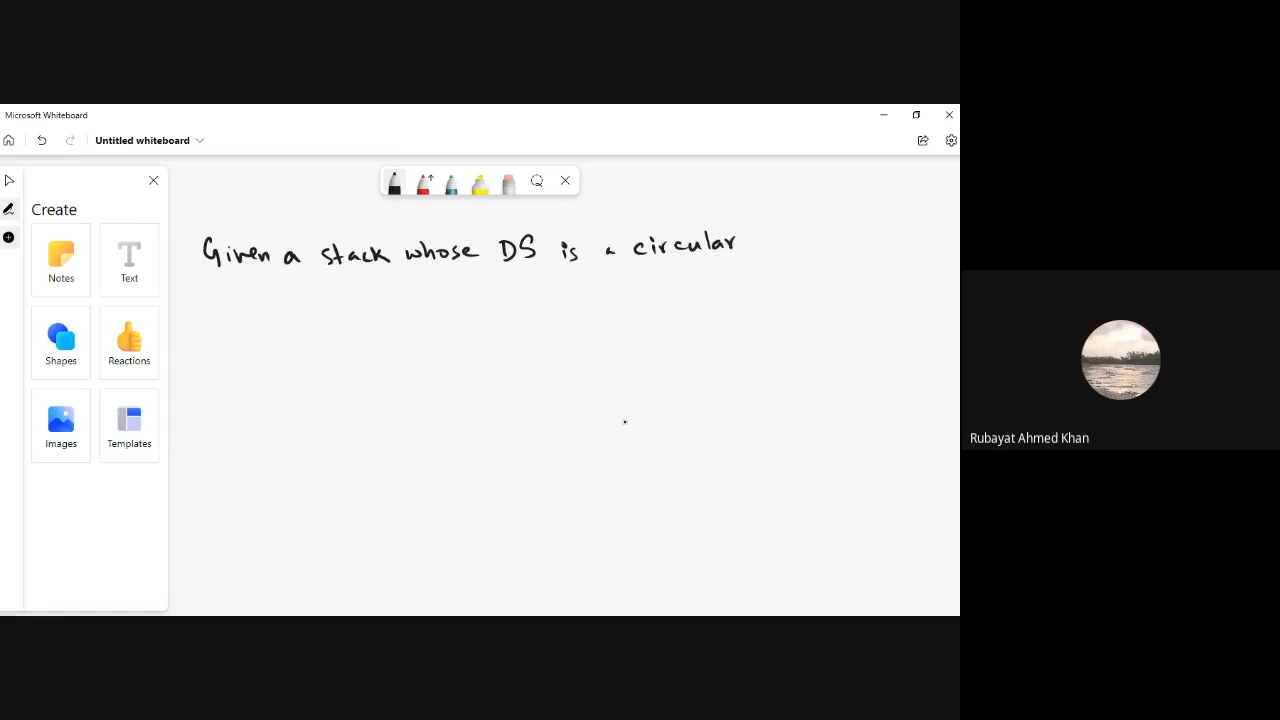 Microsoft Whiteboard
Untitled whiteboard
Create
Notes
Text
Shapes
Reactions
Images
Templates
Given a stack whose DS is a circular
Rubayat Ahmed Khan